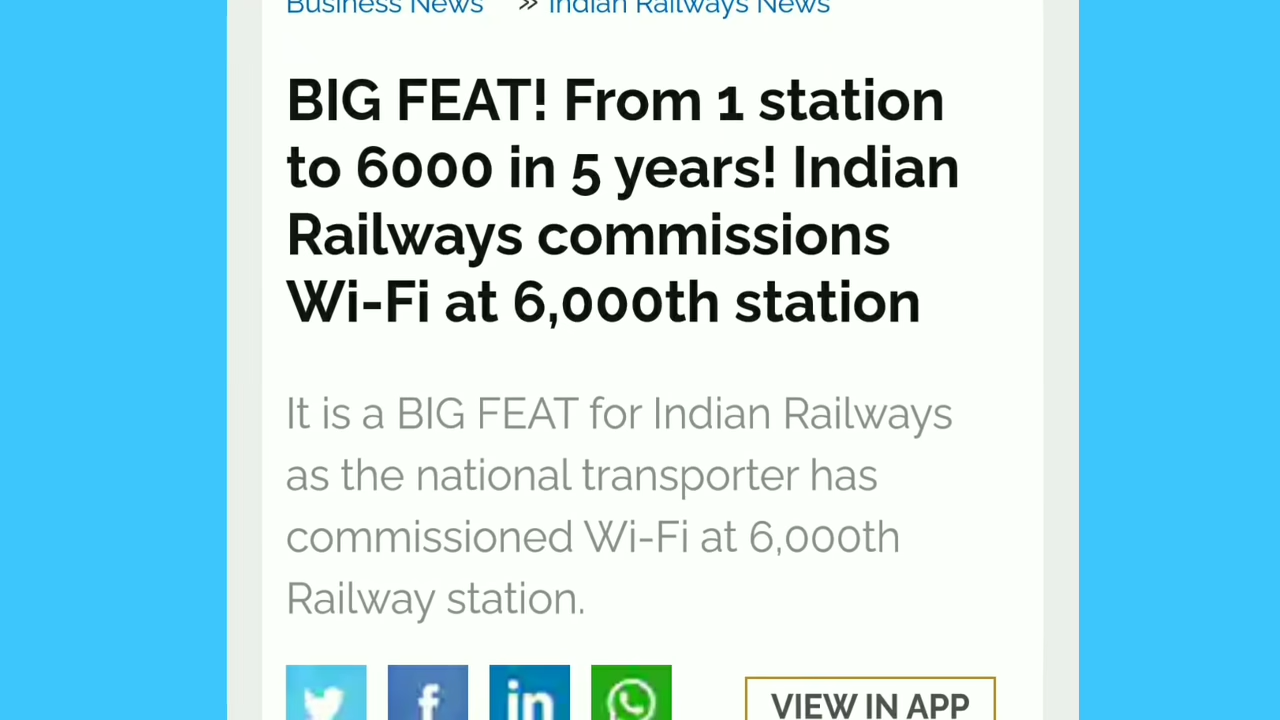 Business News » Indian Railways News
BIG FEAT! From 1 station
to 6000 in 5 years! Indian
Railways commissions
Wi-Fi at 6,000th station
It is a BIG FEAT for Indian Railways
as the national transporter has
commissioned Wi-Fi at 6,000th
Railway station.
in
VIEW IN APP